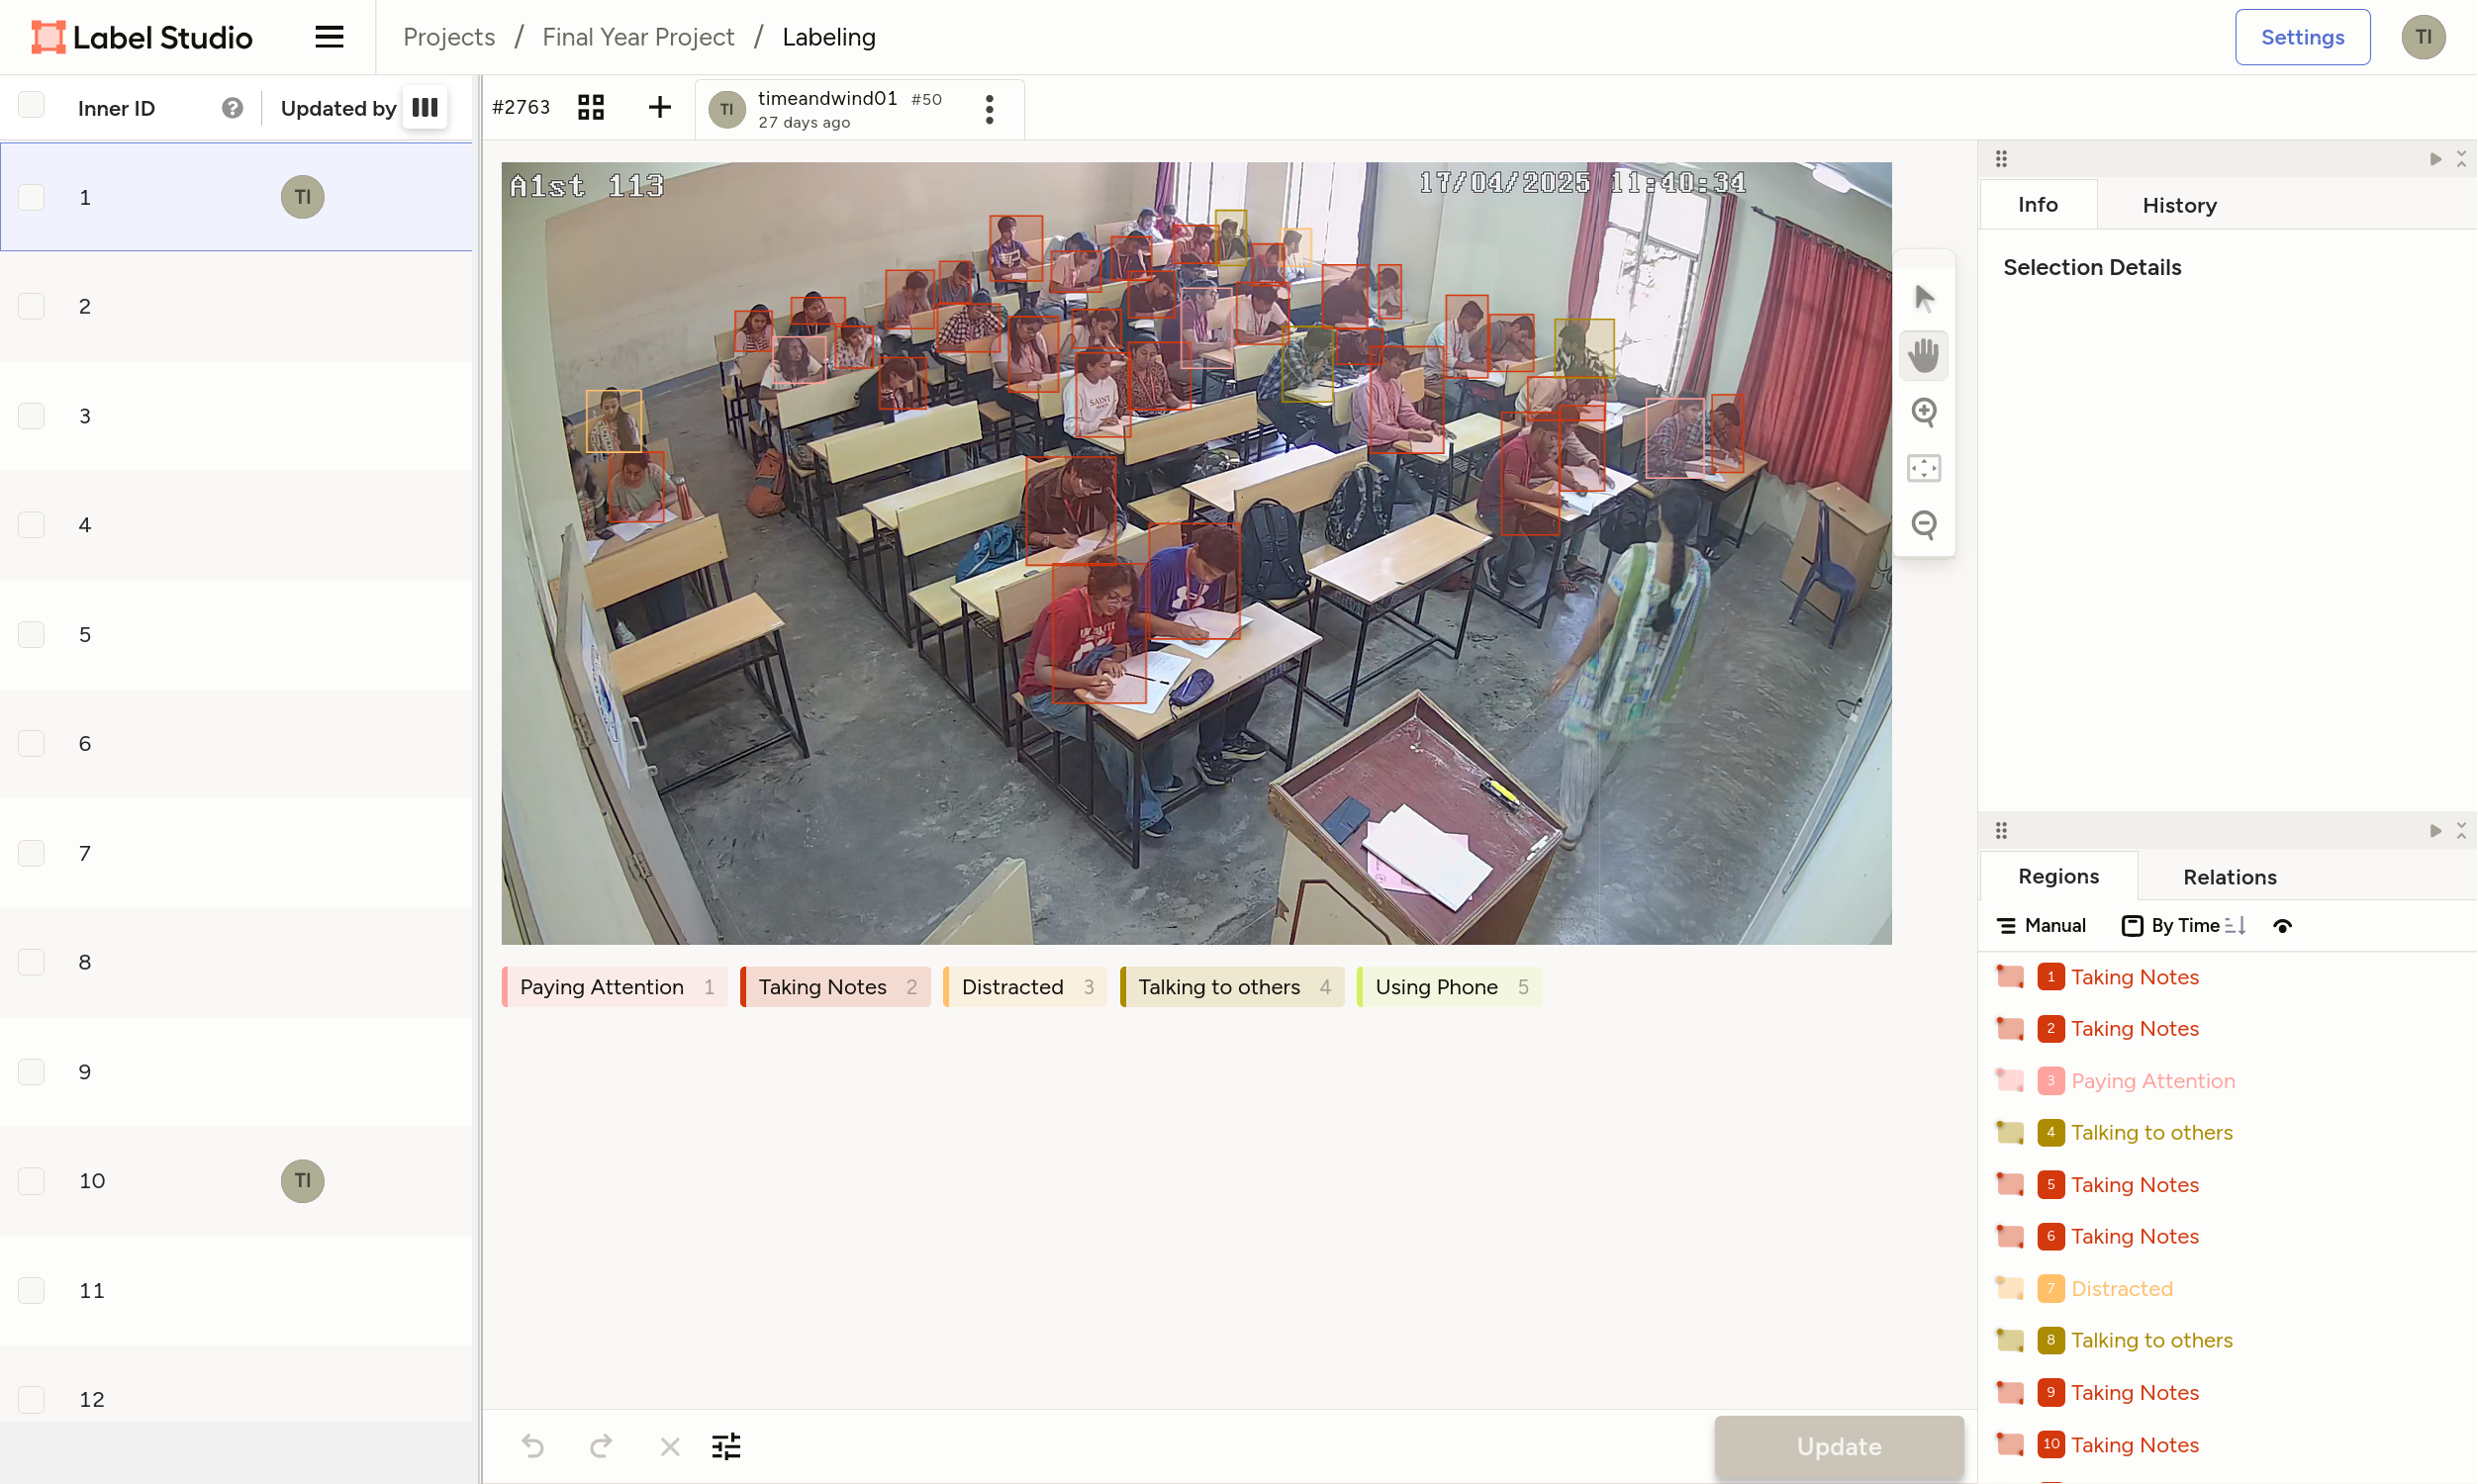 Label Studio
Projects / Final Year Project / Labeling
Settings
TI
Inner ID
Updated by
#2763
TI
timeandwind01 #50
27 days ago
1
TI
2
3
4
5
6
7
8
9
10
TI
11
12
A1st 113
17/04/2025 11:40:34
SAINT
Paying Attention 1
Taking Notes 2
Distracted 3
Talking to others 4
Using Phone 5
Update
Info
History
Selection Details
Regions
Relations
Manual
By Time
1 Taking Notes
2 Taking Notes
3 Paying Attention
4 Talking to others
5 Taking Notes
6 Taking Notes
7 Distracted
8 Talking to others
9 Taking Notes
10 Taking Notes